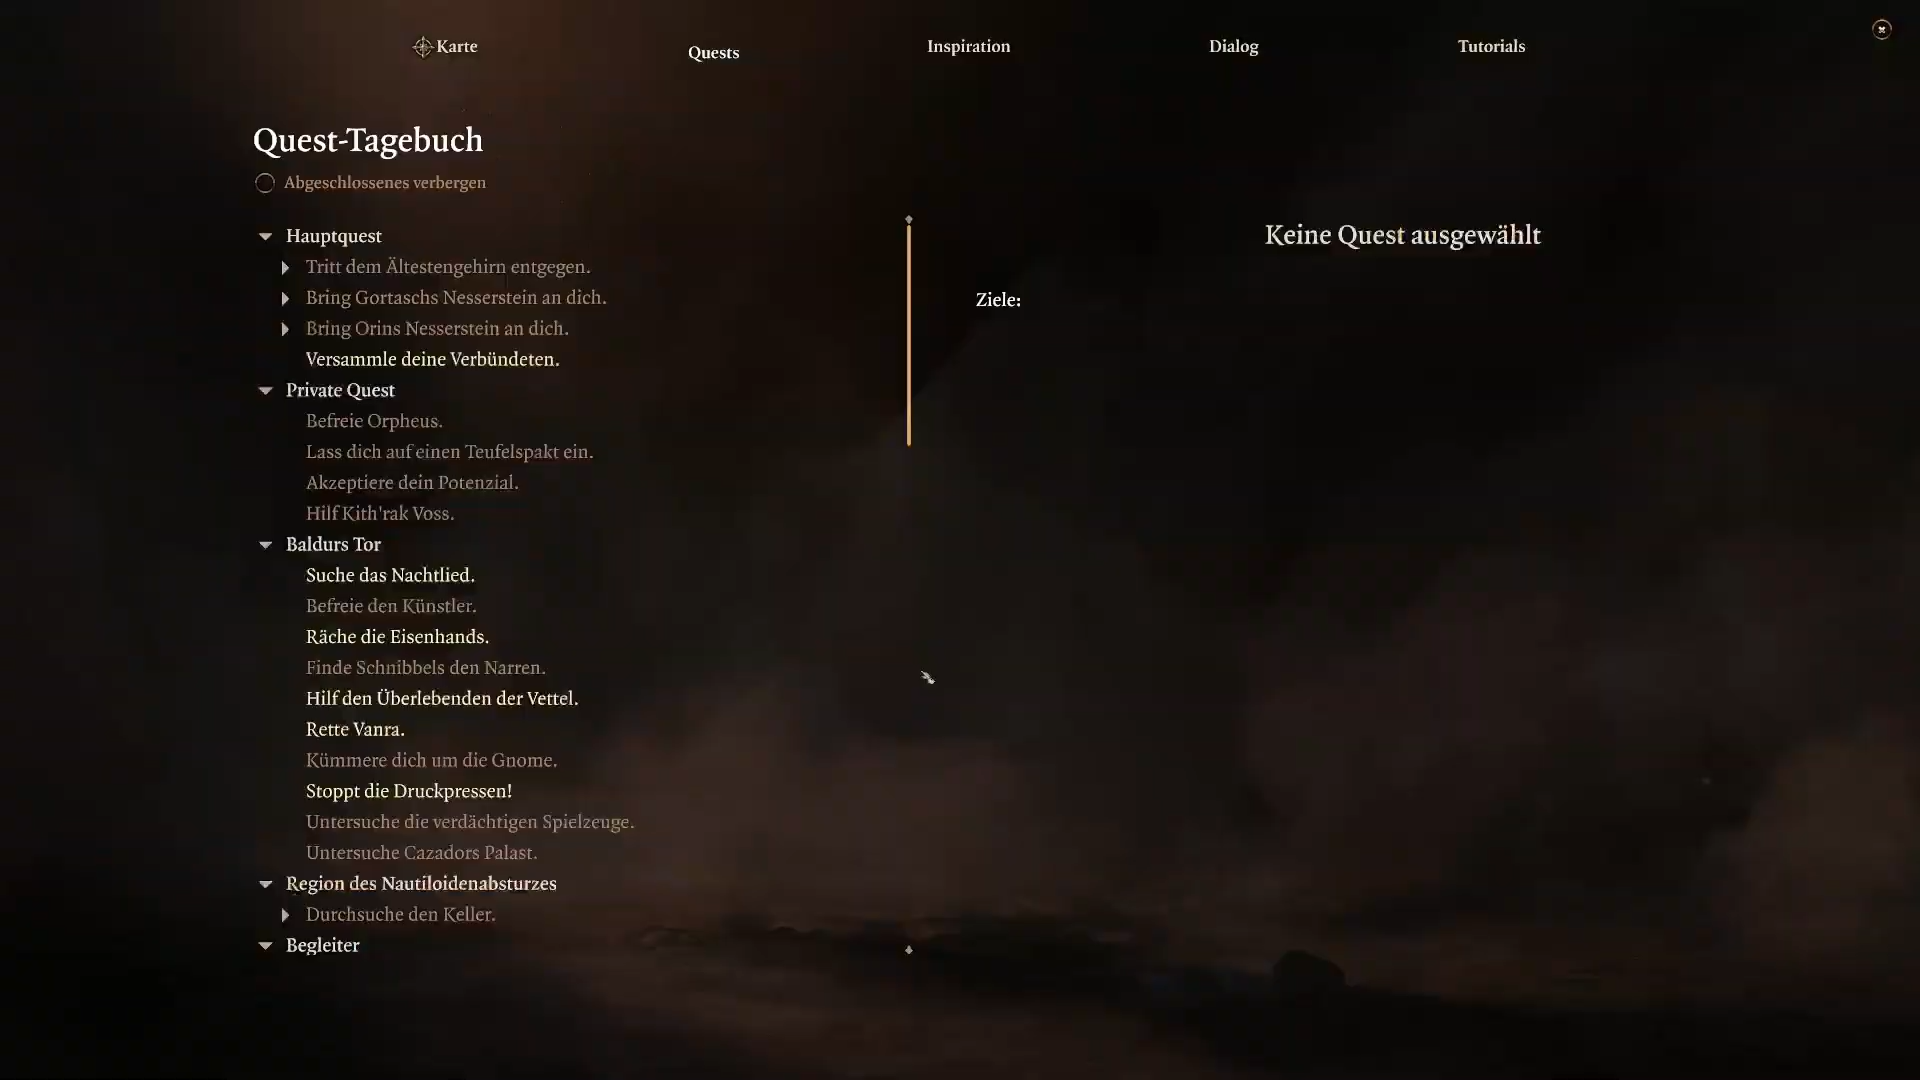 Karte
Quests
Inspiration
Dialog
Tutorials
Quest-Tagebuch
Abgeschlossenes verbergen
Hauptquest
Tritt dem Ältestengehirn entgegen.
Bring Gortaschs Nesserstein an dich.
Bring Orins Nesserstein an dich.
Versammle deine Verbündeten.
Private Quest
Befreie Orpheus.
Lass dich auf einen Teufelspakt ein.
Akzeptiere dein Potenzial.
Hilf Kith'rak Voss.
Baldurs Tor
Suche das Nachtlied.
Befreie den Künstler.
Räche die Eisenhands.
Finde Schnibbels den Narren.
Hilf den Überlebenden der Vettel.
Rette Vanra.
Kümmere dich um die Gnome.
Stoppt die Druckpressen!
Untersuche die verdächtigen Spielzeuge.
Untersuche Cazadors Palast.
Region des Nautiloidenabsturzes
Durchsuche den Keller.
Begleiter
Keine Quest ausgewählt
Ziele: